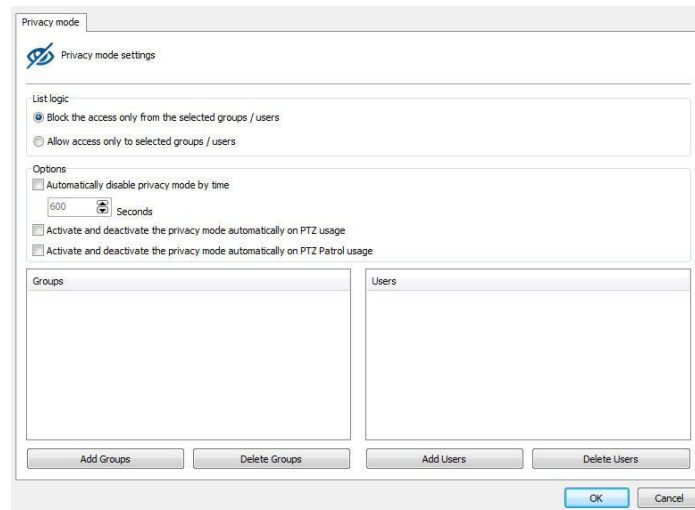 Privacy mode
Privacy mode settings
List logic
Block the access only from the selected groups / users
Allow access only to selected groups / users
Options
Automatically disable privacy mode by time
600 Seconds
Activate and deactivate the privacy mode automatically on PTZ usage
Activate and deactivate the privacy mode automatically on PTZ Patrol usage
Groups Users
Add Groups Delete Groups Add Users Delete Users
OK Cancel